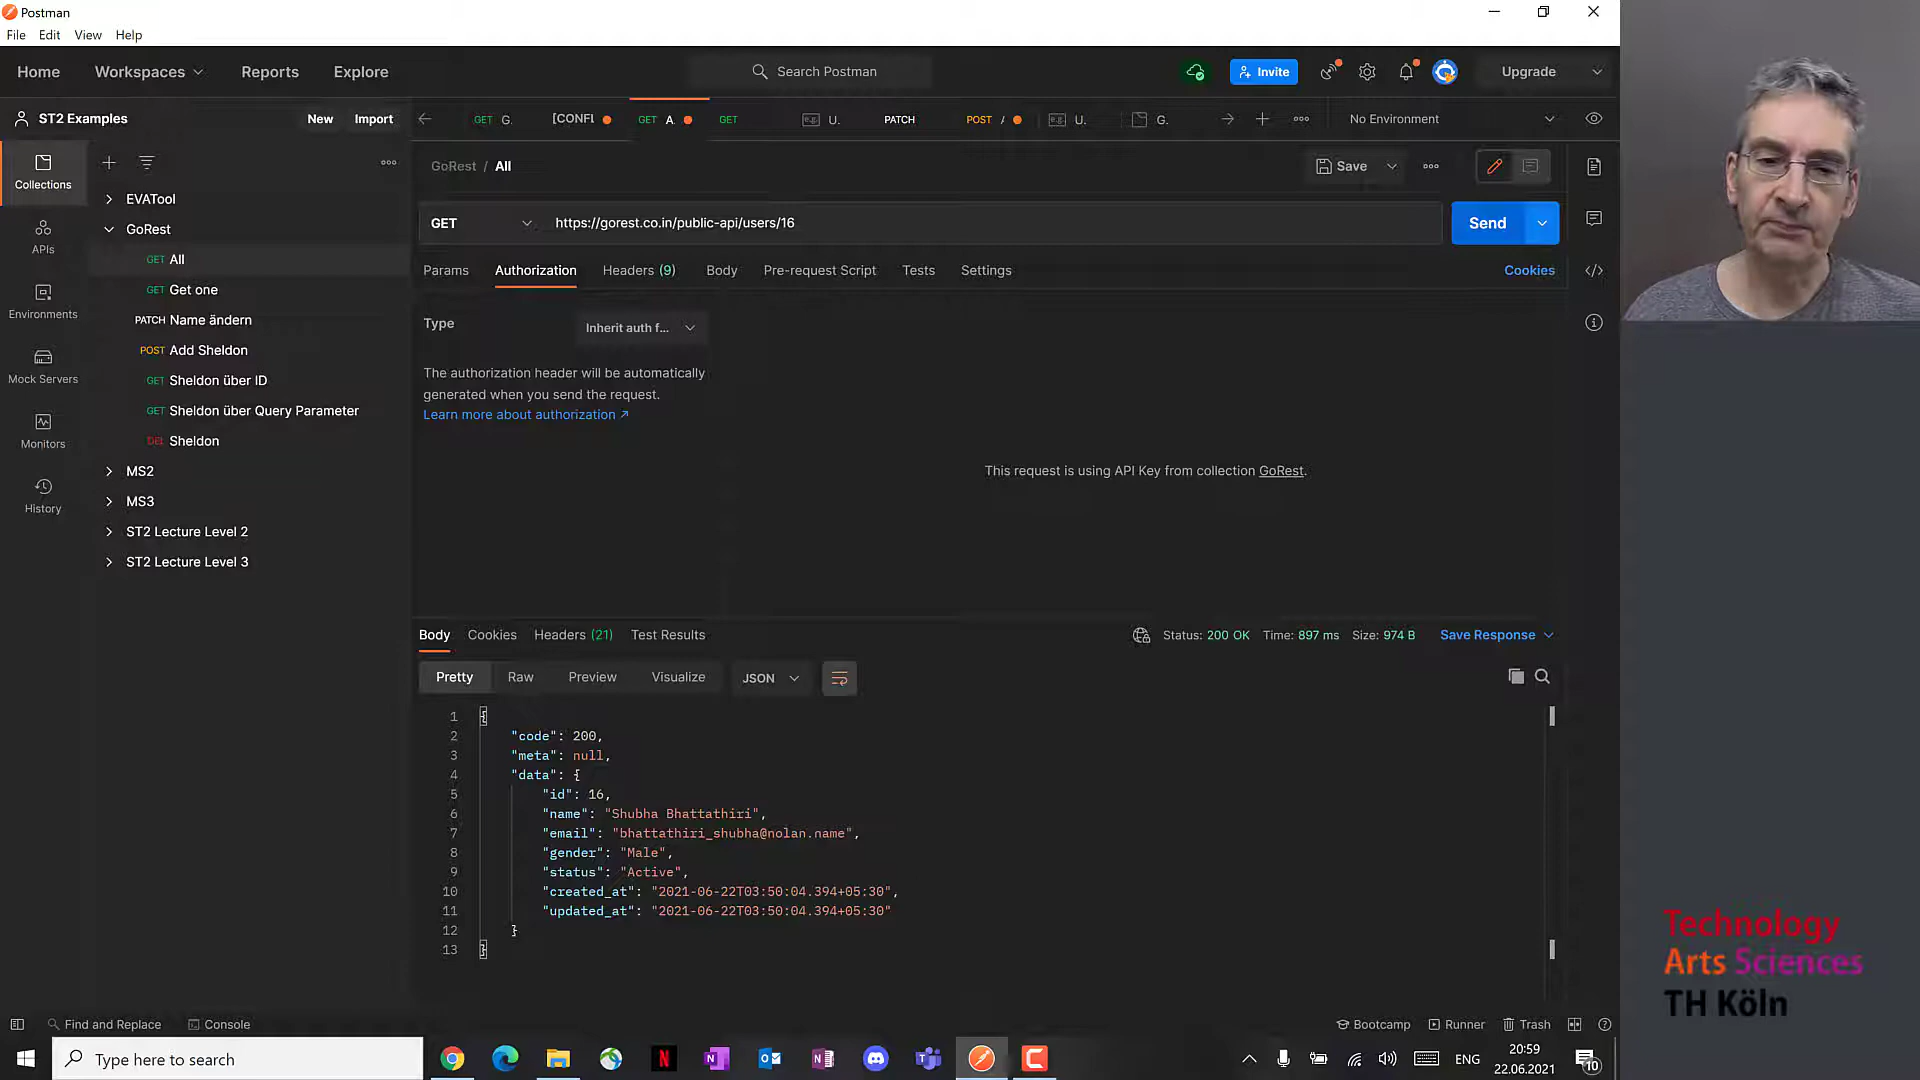 Postman
File Edit View Help
Home Workspaces Reports Explore Search Postman Invite Upgrade
ST2 Examples New Import
GET G. [CONFL GET A. GET U. PATCH POST / U. G. No Environment
Collections
APIs
Environments
Mock Servers
Monitors
History
EVATool
GoRest
GET All
GET Get one
PATCH Name ändern
POST Add Sheldon
GET Sheldon über ID
GET Sheldon über Query Parameter
DEL Sheldon
MS2
MS3
ST2 Lecture Level 2
ST2 Lecture Level 3
GoRest / All Save
GET https://gorest.co.in/public-api/users/16 Send
Params Authorization Headers (9) Body Pre-request Script Tests Settings Cookies
Type Inherit auth f...
The authorization header will be automatically
generated when you send the request.
Learn more about authorization ↗
This request is using API Key from collection GoRest.
Body Cookies Headers (21) Test Results Status: 200 OK Time: 897 ms Size: 974 B Save Response
Pretty Raw Preview Visualize JSON
1 {
2 "code": 200,
3 "meta": null,
4 "data": {
5 "id": 16,
6 "name": "Shubha Bhattathiri",
7 "email": "bhattathiri_shubha@nolan.name",
8 "gender": "Male",
9 "status": "Active",
10 "created_at": "2021-06-22T03:50:04.394+05:30",
11 "updated_at": "2021-06-22T03:50:04.394+05:30"
12 }
13 }
Find and Replace Console Bootcamp Runner Trash
Type here to search ENG 20:59
22.06.2021 10
Technology
Arts Sciences
TH Köln